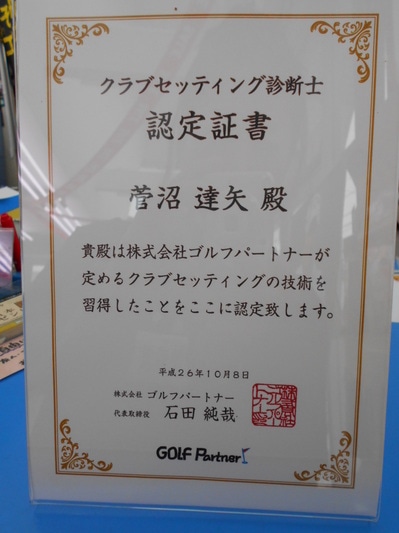 クラブセッティング診断士
認定証書
菅沼 達矢 殿
貴殿は株式会社ゴルフパートナーが
定めるクラブセッティングの技術を
習得したことをここに認定致します。
平成26年10月8日
株式会社 ゴルフパートナー
代表取締役 石田 純哉
GOLF Partner